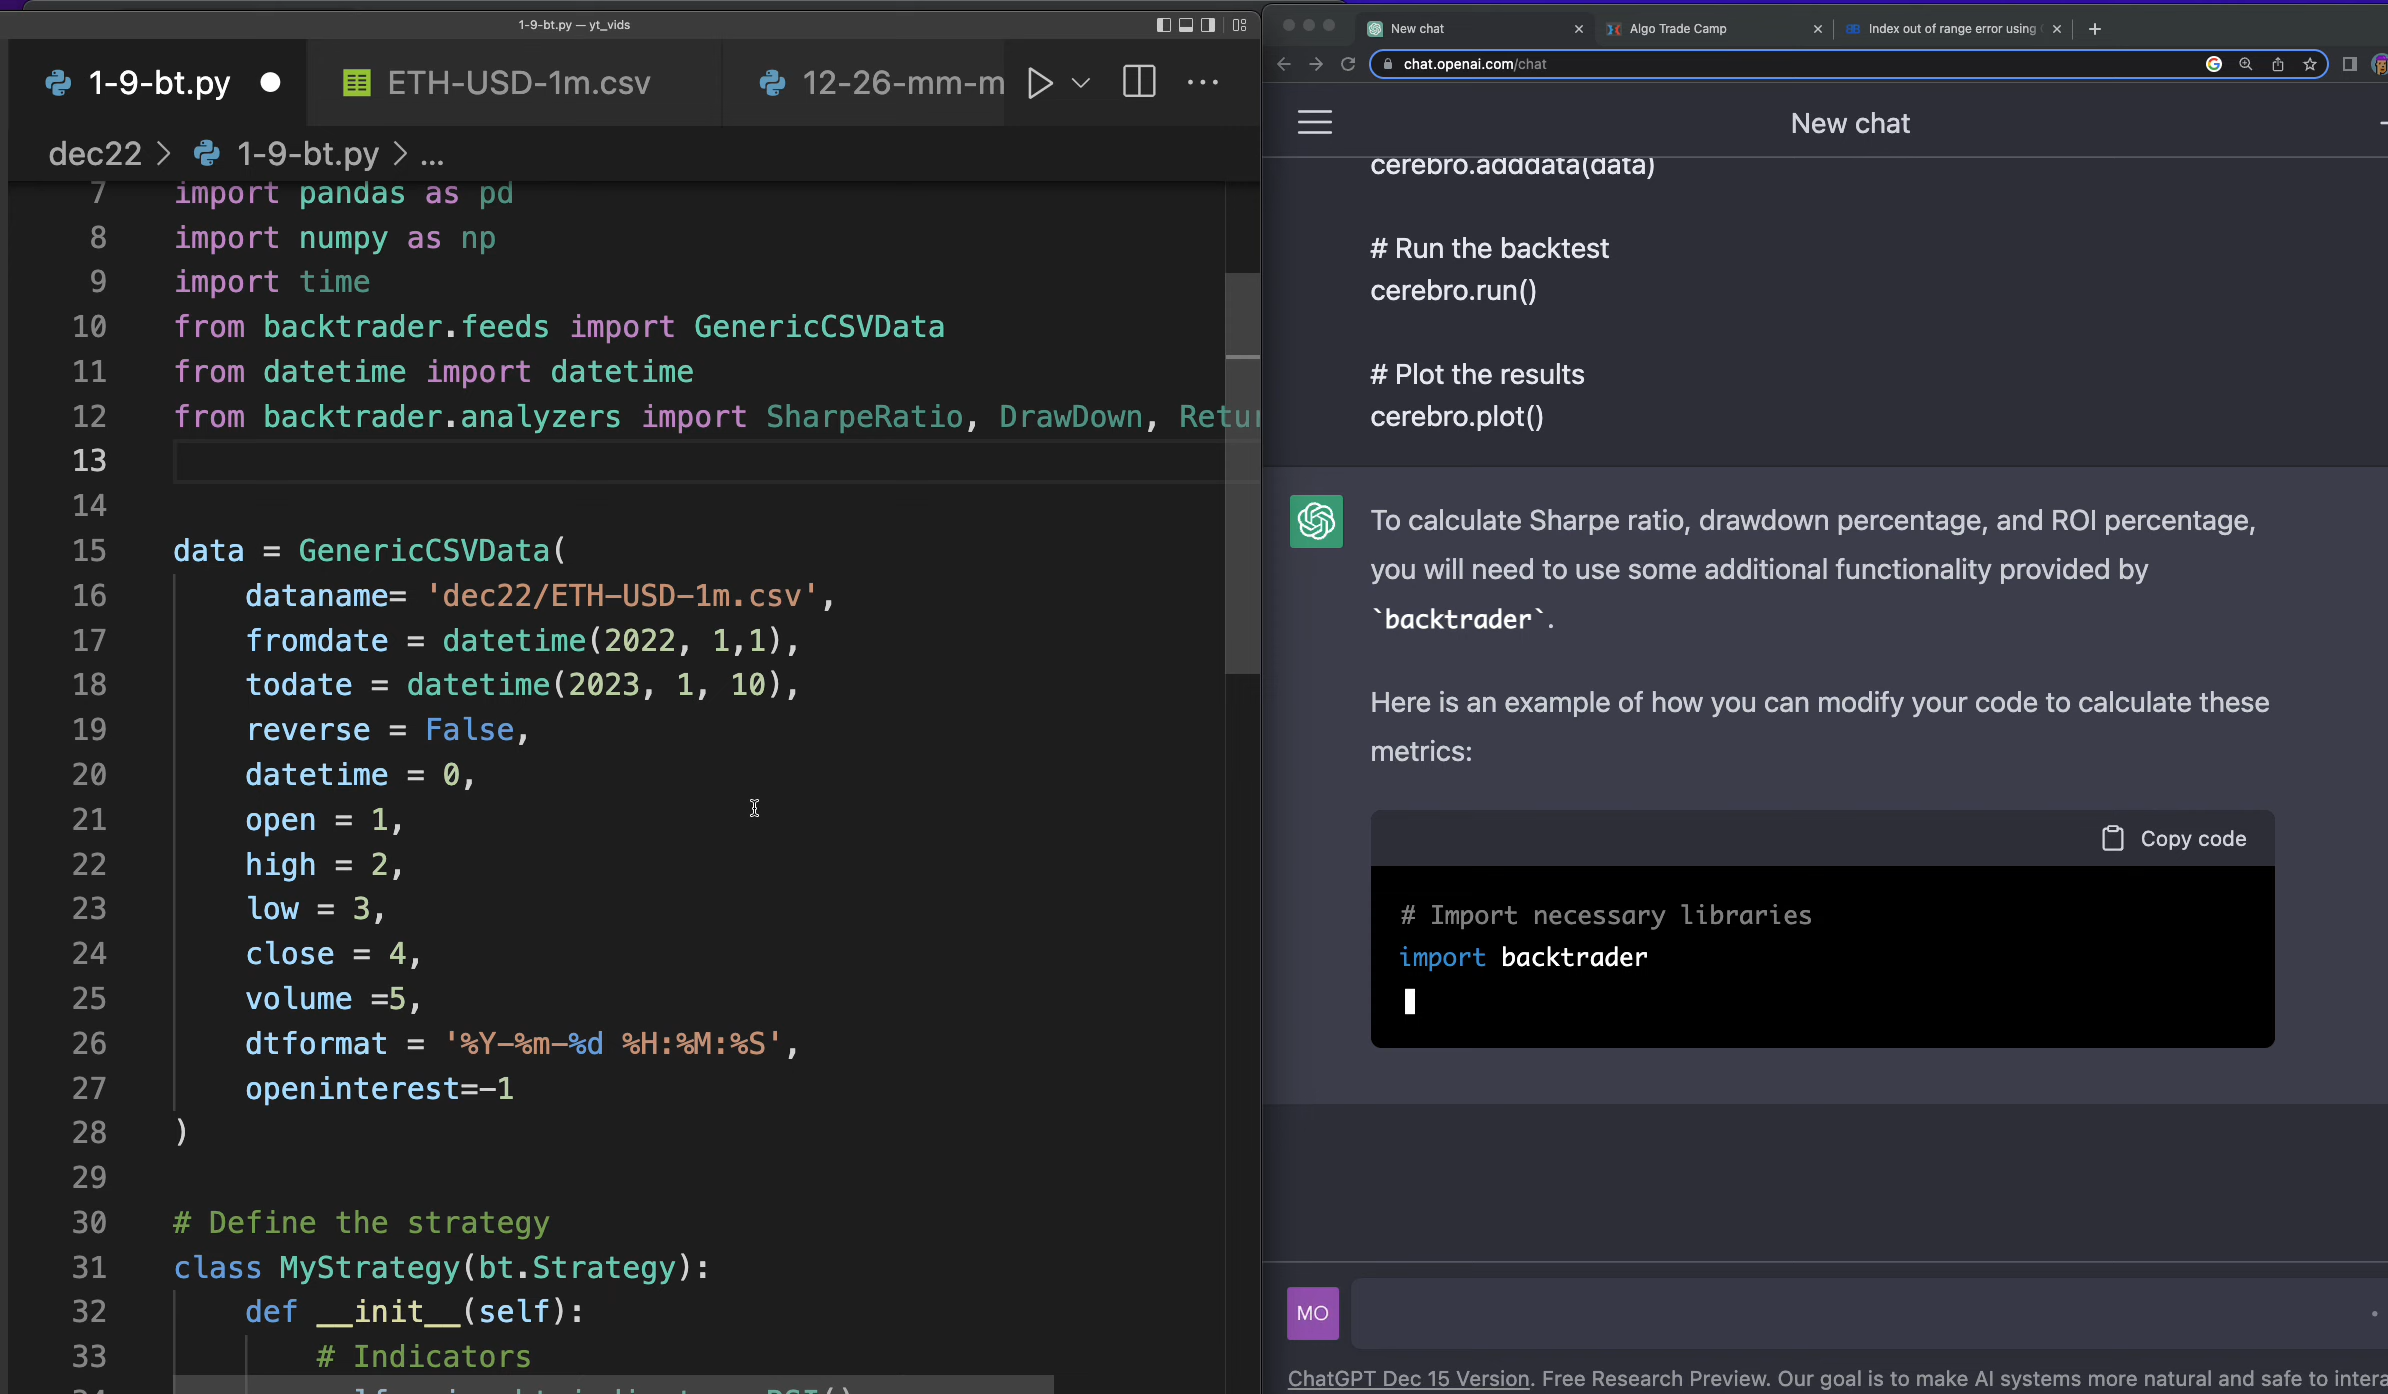 1-9-bt.py — yt_vids
1-9-bt.py
ETH-USD-1m.csv
12-26-mm-m
dec22 > 1-9-bt.py > ...
7 import pandas as pd
8 import numpy as np
9 import time
10 from backtrader.feeds import GenericCSVData
11 from datetime import datetime
12 from backtrader.analyzers import SharpeRatio, DrawDown, Retur
13
14
15 data = GenericCSVData(
16 dataname= 'dec22/ETH-USD-1m.csv',
17 fromdate = datetime(2022, 1,1),
18 todate = datetime(2023, 1, 10),
19 reverse = False,
20 datetime = 0,
21 open = 1,
22 high = 2,
23 low = 3,
24 close = 4,
25 volume =5,
26 dtformat = '%Y-%m-%d %H:%M:%S',
27 openinterest=-1
28 )
29
30 # Define the strategy
31 class MyStrategy(bt.Strategy):
32 def __init__(self):
33 # Indicators
New chat
Algo Trade Camp
Index out of range error using
chat.openai.com/chat
New chat
cerebro.adddata(data)
# Run the backtest
cerebro.run()
# Plot the results
cerebro.plot()
To calculate Sharpe ratio, drawdown percentage, and ROI percentage,
you will need to use some additional functionality provided by
`backtrader`.
Here is an example of how you can modify your code to calculate these
metrics:
Copy code
# Import necessary libraries
import backtrader
MO
ChatGPT Dec 15 Version. Free Research Preview. Our goal is to make AI systems more natural and safe to intera